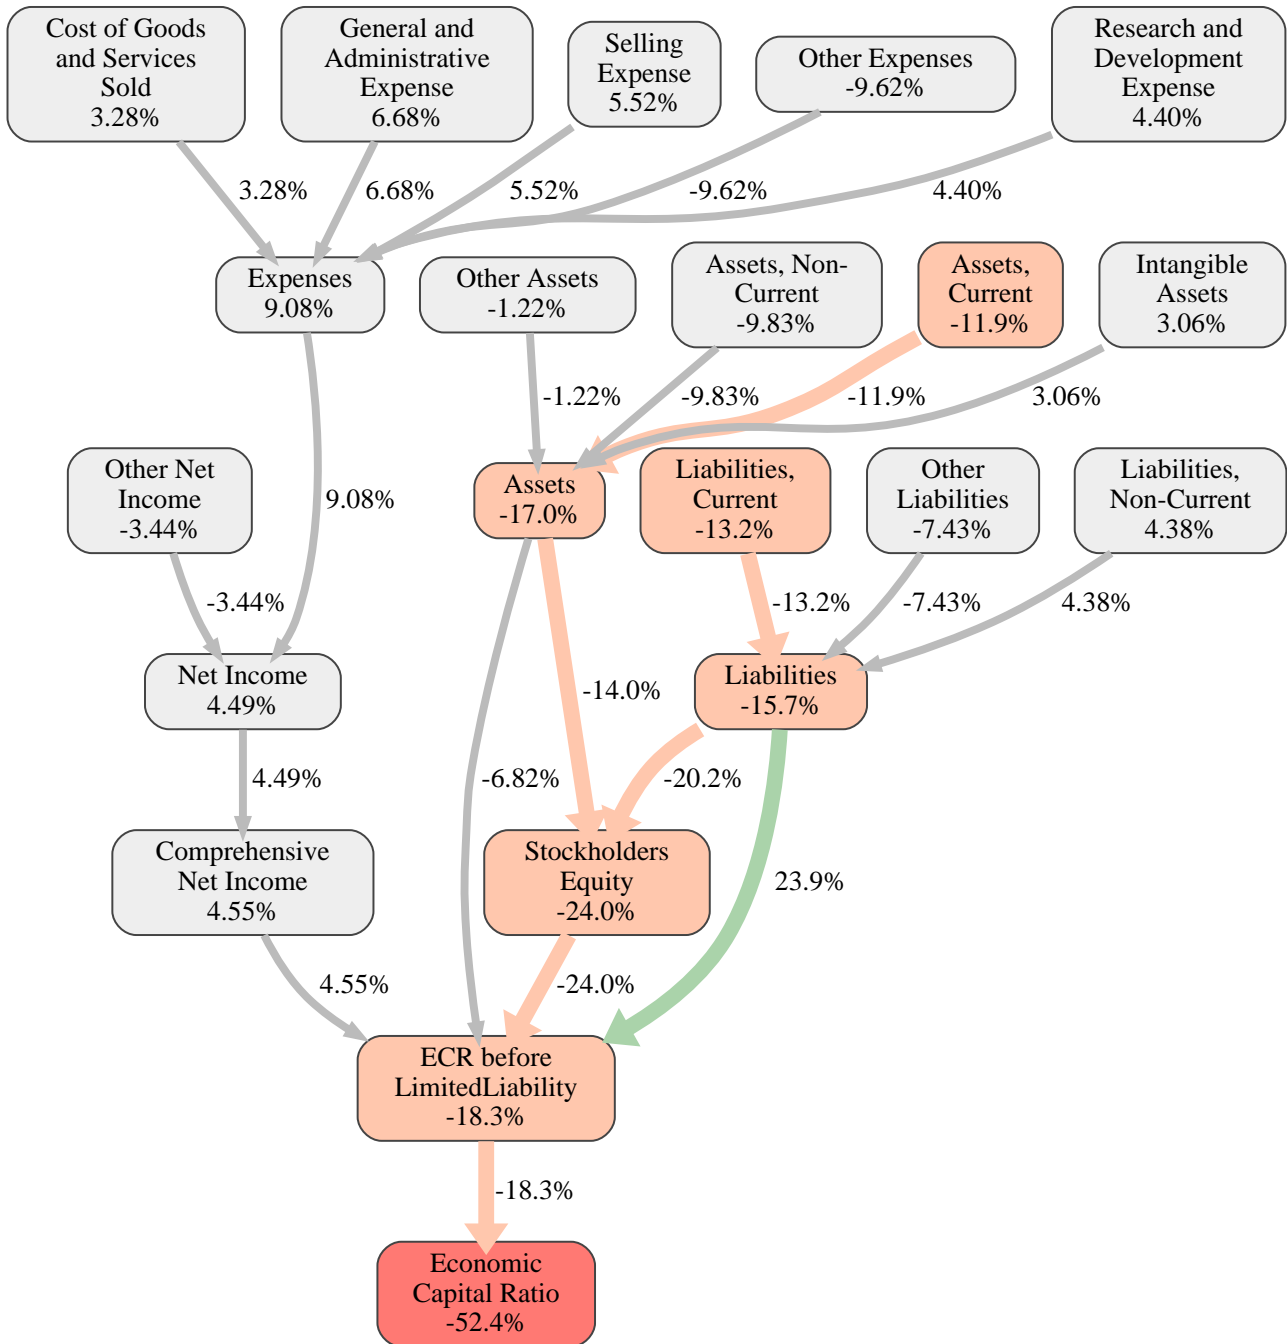 Cost of Goods
and Services
Sold
3.28%
General and
Administrative
Expense
6.68%
Selling
Expense
5.52%
Other Expenses
-9.62%
Research and
Development
Expense
4.40%
3.28%
6.68%
5.52%
-9.62%
4.40%
Expenses
9.08%
Other Assets
-1.22%
Assets, Non-
Current
-9.83%
Assets,
Current
-11.9%
Intangible
Assets
3.06%
-1.22%
-9.83%
-11.9%
3.06%
Other Net
Income
-3.44%
9.08%
Assets
-17.0%
Liabilities,
Current
-13.2%
Other
Liabilities
-7.43%
Liabilities,
Non-Current
4.38%
-3.44%
-13.2%
-7.43%
4.38%
Net Income
4.49%
-14.0%
Liabilities
-15.7%
4.49%
-6.82%
-20.2%
Comprehensive
Net Income
4.55%
Stockholders
Equity
-24.0%
23.9%
4.55%
-24.0%
ECR before
LimitedLiability
-18.3%
-18.3%
Economic
Capital Ratio
-52.4%